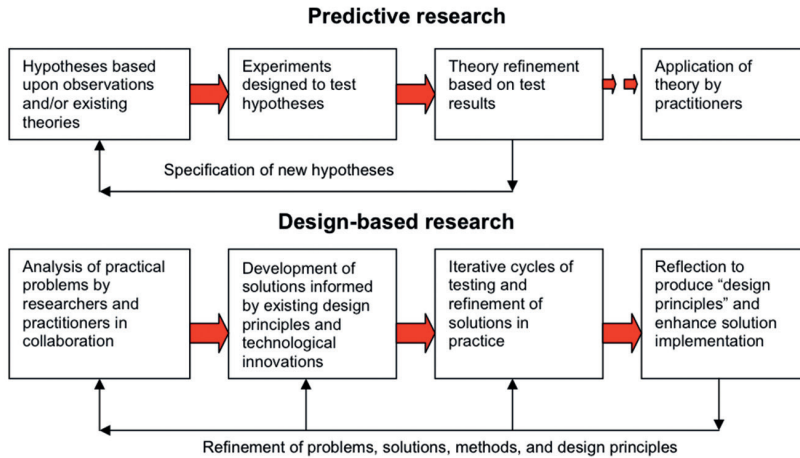 Predictive research
Hypotheses based
upon observations
and/or existing
theories
Experiments
designed to test
hypotheses
Theory refinement
based on test
results
Application of
theory by
practitioners
Specification of new hypotheses
Design-based research
Analysis of practical
problems by
researchers and
practitioners in
collaboration
Development of
solutions informed
by existing design
principles and
technological
innovations
Iterative cycles of
testing and
refinement of
solutions in
practice
Reflection to
produce “design
principles” and
enhance solution
implementation
Refinement of problems, solutions, methods, and design principles